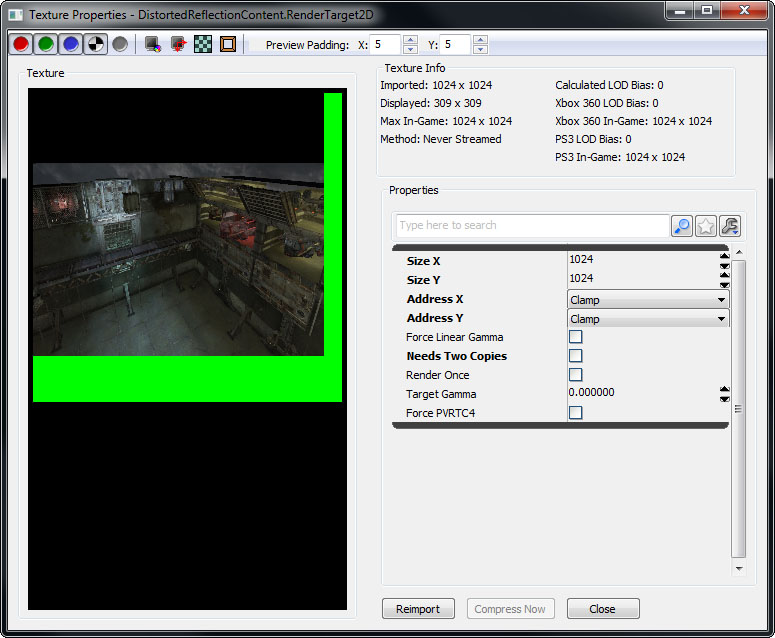 Texture Properties - DistortedReflectionContent.RenderTarget2D
Preview Padding: X: 5 Y: 5
Texture
Texture Info
Imported: 1024 x 1024
Displayed: 309 x 309
Max In-Game: 1024 x 1024
Method: Never Streamed
Calculated LOD Bias: 0
Xbox 360 LOD Bias: 0
Xbox 360 In-Game: 1024 x 1024
PS3 LOD Bias: 0
PS3 In-Game: 1024 x 1024
Properties
Type here to search
Size X 1024
Size Y 1024
Address X Clamp
Address Y Clamp
Force Linear Gamma
Needs Two Copies
Render Once
Target Gamma 0.000000
Force PVRTC4
Reimport Compress Now Close